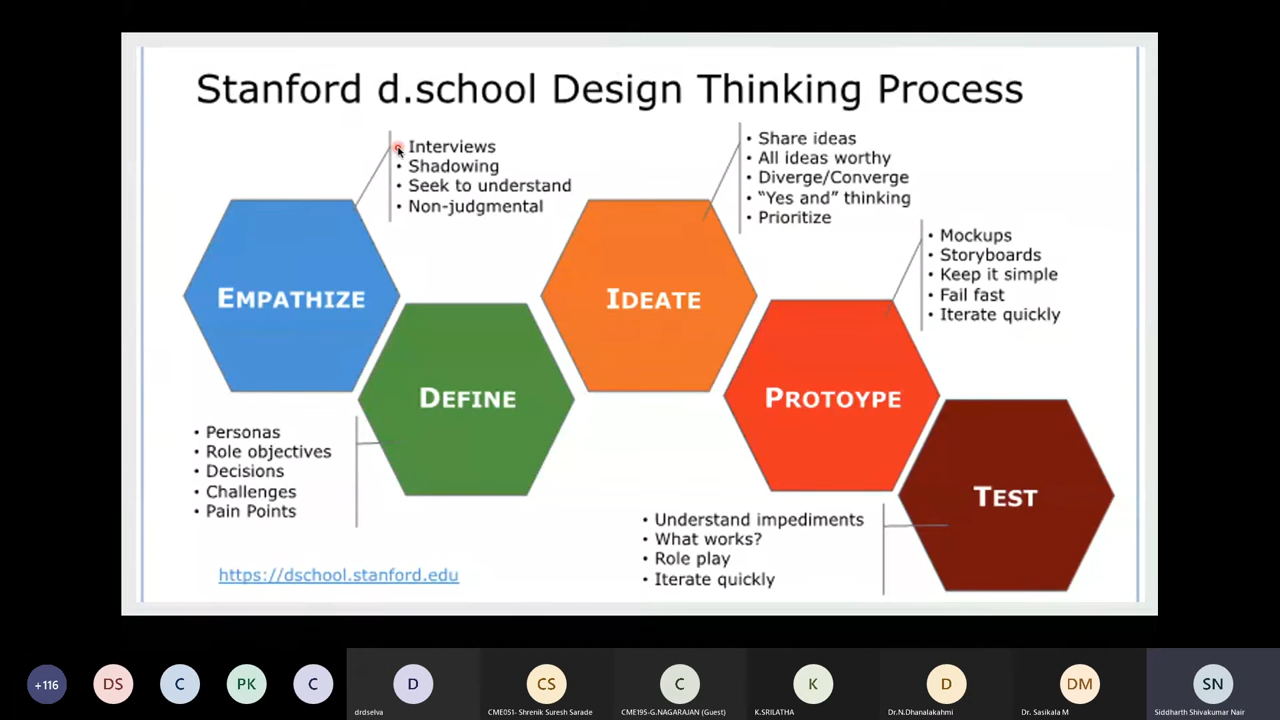 Stanford d.school Design Thinking Process
• Interviews
• Shadowing
• Seek to understand
• Non-judgmental
• Share ideas
• All ideas worthy
• Diverge/Converge
• “Yes and” thinking
• Prioritize
• Mockups
• Storyboards
• Keep it simple
• Fail fast
• Iterate quickly
EMPATHIZE
IDEATE
DEFINE
PROTOYPE
TEST
• Personas
• Role objectives
• Decisions
• Challenges
• Pain Points
• Understand impediments
• What works?
• Role play
• Iterate quickly
https://dschool.stanford.edu
+116
DS
C
PK
C
D
CS
C
K
D
DM
SN
drdselva
CME051- Shrenik Suresh Sarade
CME195-G.NAGARAJAN (Guest)
K.SRILATHA
Dr.N.Dhanalakahmi
Dr. Sasikala M
Siddharth Shivakumar Nair